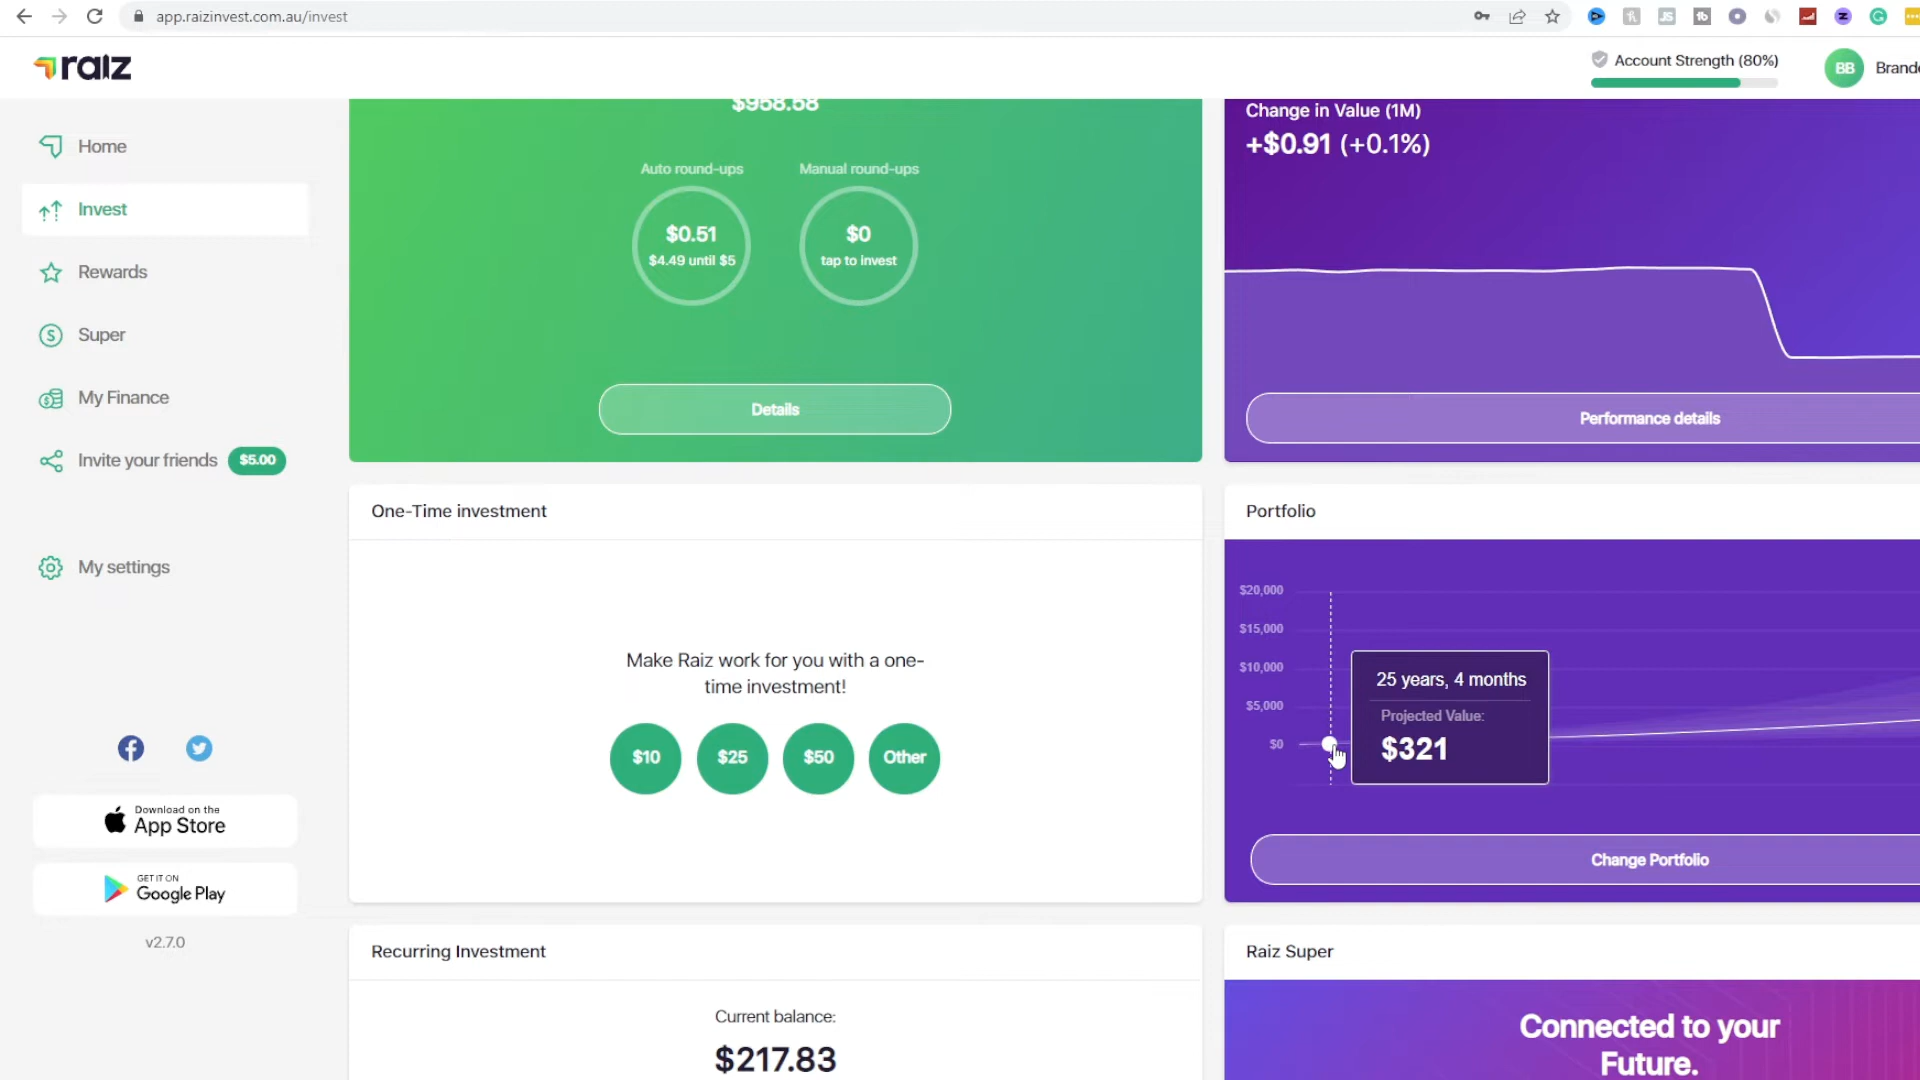 app.raizinvest.com.au/invest
raiz
Account Strength (80%)
BB
Home
Invest
Rewards
Super
My Finance
Invite your friends
$5.00
My settings
Download on the
App Store
GET IT ON
Google Play
v2.7.0
$958.58
Auto round-ups
Manual round-ups
$0.51
$4.49 until $5
$0
tap to invest
Details
Change in Value (1M)
+$0.91 (+0.1%)
Performance details
One-Time investment
Make Raiz work for you with a one-
time investment!
$10
$25
$50
Other
Portfolio
$20,000
$15,000
$10,000
$5,000
$0
25 years, 4 months
Projected Value:
$321
Change Portfolio
Recurring Investment
Current balance:
$217.83
Raiz Super
Connected to your
Future.